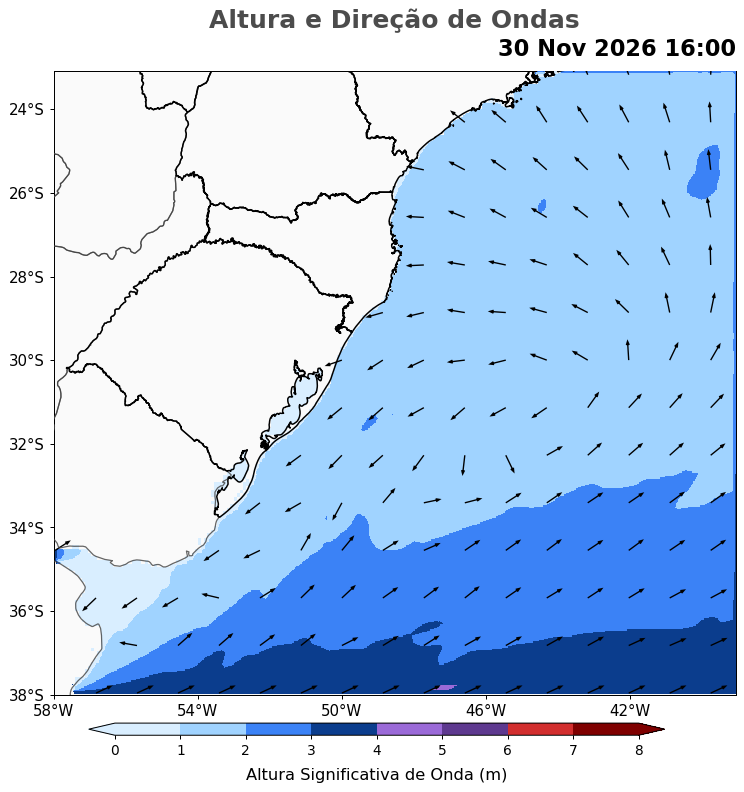 Altura e Direção de Ondas
30 Nov 2026 16:00
24°S
26°S
28°S
30°S
32°S
34°S
36°S
38°S
58°W 54°W 50°W 46°W 42°W
0 1 2 3 4 5 6 7 8
Altura Significativa de Onda (m)